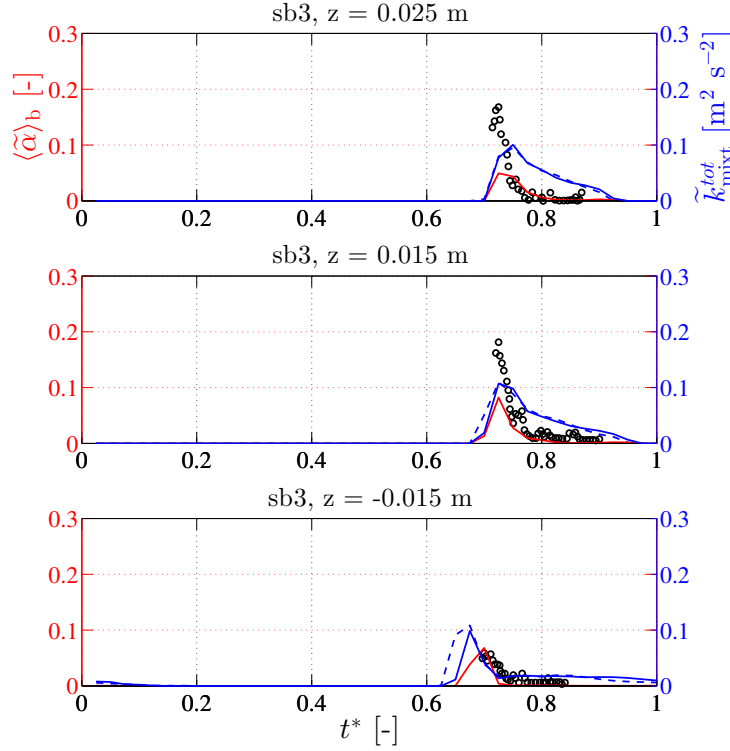 sb3, z = 0.025 m
0.3 0.3
0.2 0.2
0.1 0.1
0 0
0 0.2 0.4 0.6 0.8 1
⟨α̃⟩_b [-]
k̃^{tot}_{mixt} [m² s⁻²]
sb3, z = 0.015 m
0.3 0.3
0.2 0.2
0.1 0.1
0 0
0 0.2 0.4 0.6 0.8 1
sb3, z = -0.015 m
0.3 0.3
0.2 0.2
0.1 0.1
0 0
0 0.2 0.4 0.6 0.8 1
t* [-]